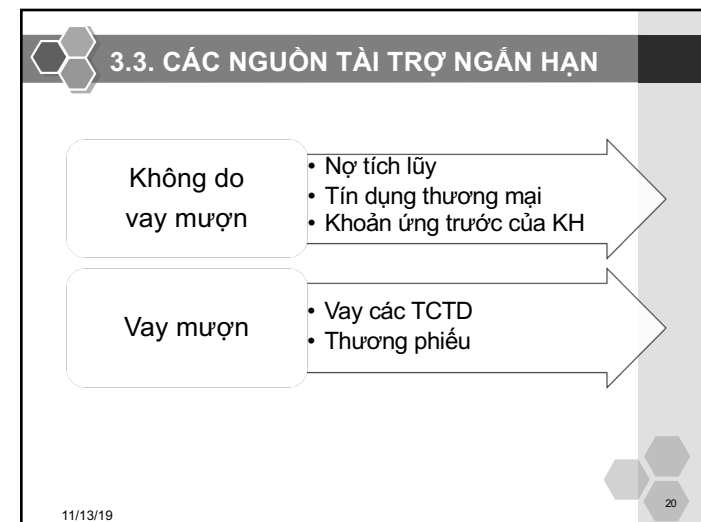 3.3. CÁC NGUỒN TÀI TRỢ NGẮN HẠN
Không do
vay mượn
• Nợ tích lũy
• Tín dụng thương mại
• Khoản ứng trước của KH
Vay mượn
• Vay các TCTD
• Thương phiếu
11/13/19
20